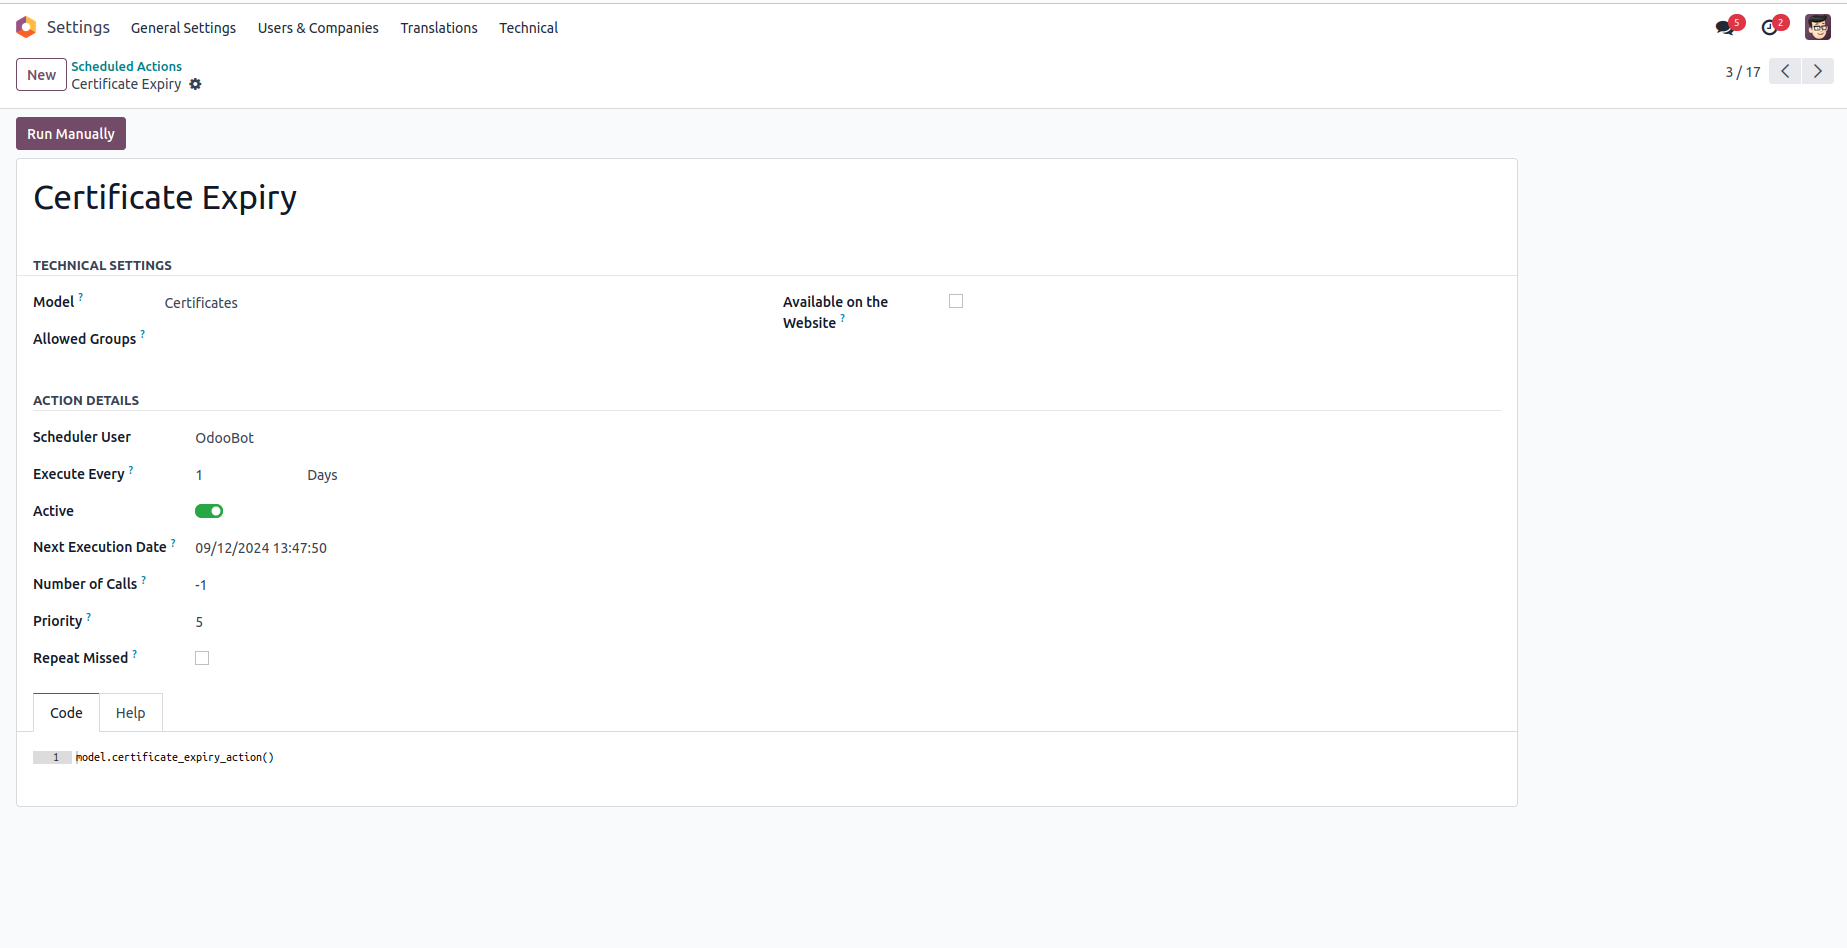 Settings General Settings Users & Companies Translations Technical 5 2
New Scheduled Actions
Certificate Expiry 3 / 17
Run Manually
Certificate Expiry
TECHNICAL SETTINGS
Model ? Certificates Available on the
Website ?
Allowed Groups ?
ACTION DETAILS
Scheduler User OdooBot
Execute Every ? 1 Days
Active
Next Execution Date ? 09/12/2024 13:47:50
Number of Calls ? -1
Priority ? 5
Repeat Missed ?
Code Help
1 model.certificate_expiry_action()